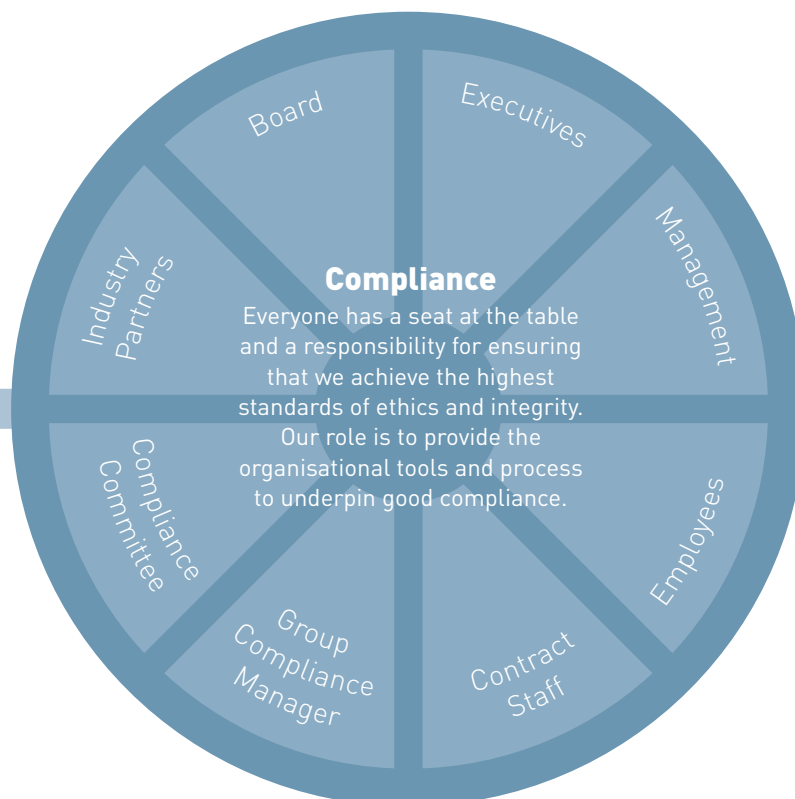 Board
Executives
Management
Employees
Contract
Staff
Group
Compliance
Manager
Compliance
Committee
Industry
Partners
Compliance
Everyone has a seat at the table
and a responsibility for ensuring
that we achieve the highest
standards of ethics and integrity.
Our role is to provide the
organisational tools and process
to underpin good compliance.